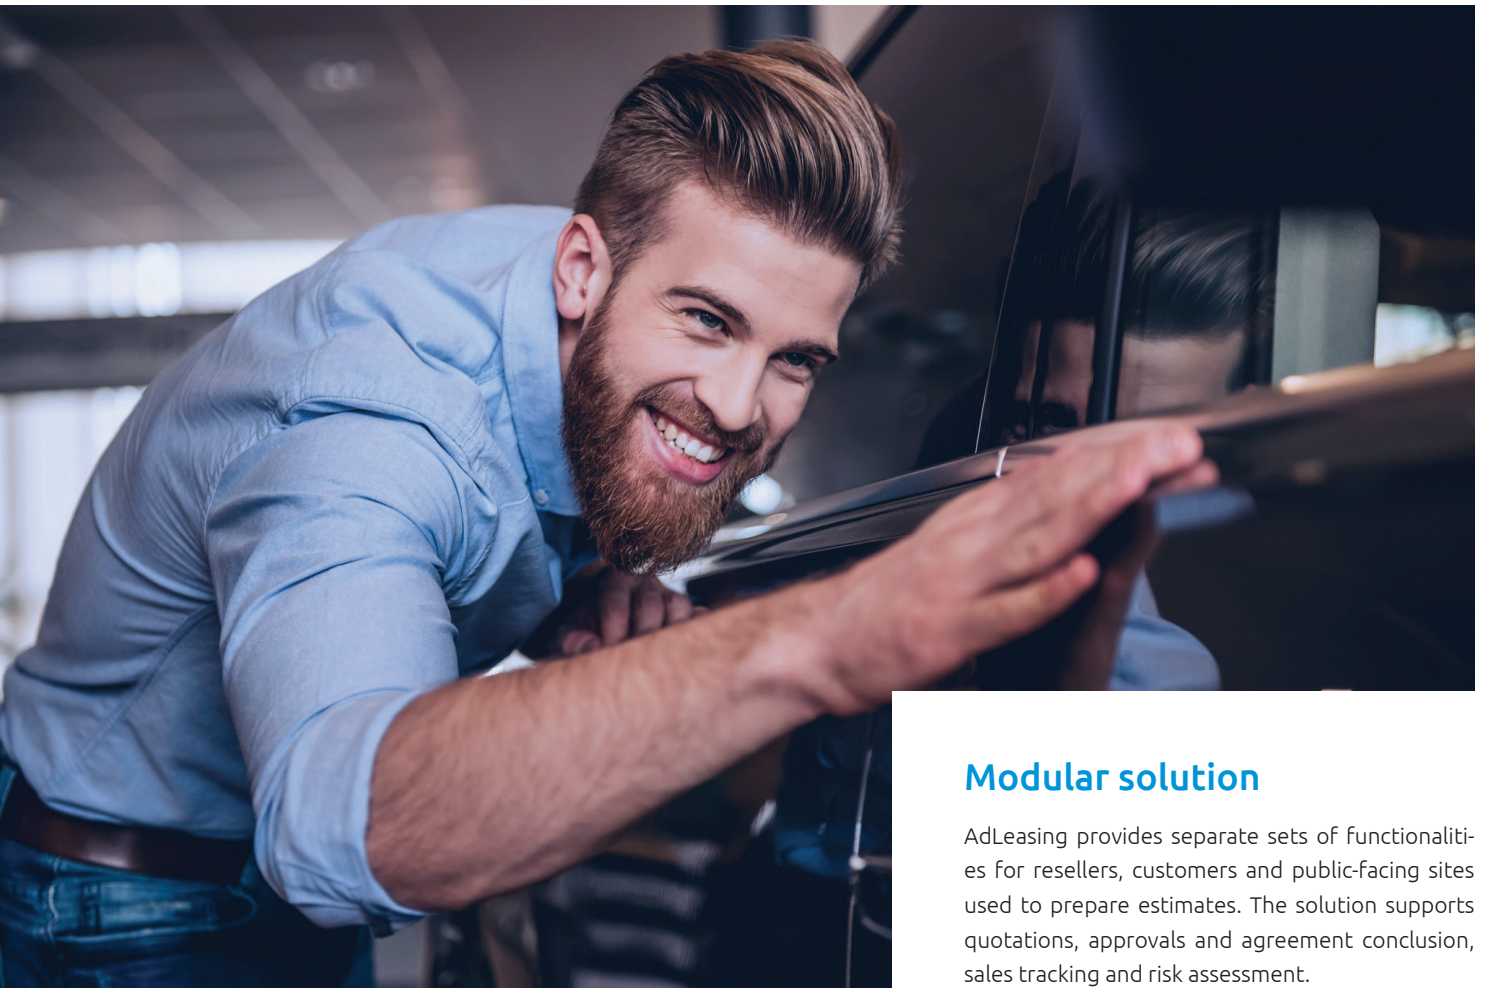 Modular solution
AdLeasing provides separate sets of functionaliti-
es for resellers, customers and public-facing sites
used to prepare estimates. The solution supports
quotations, approvals and agreement conclusion,
sales tracking and risk assessment.